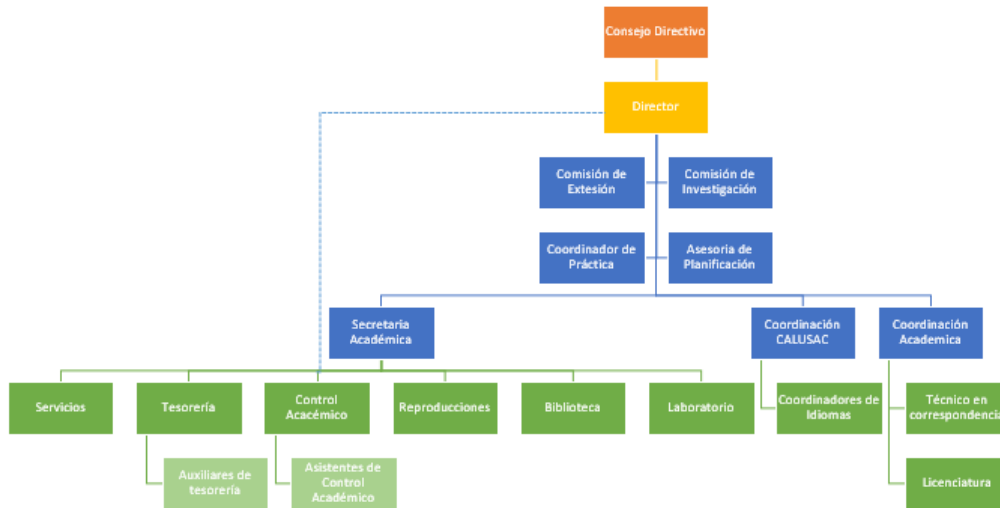 Consejo Directivo
Director
Comisión de
Extesión
Comisión de
Investigación
Coordinador de
Práctica
Asesoria de
Planificación
Secretaria
Académica
Coordinación
CALUSAC
Coordinación
Academica
Servicios
Tesorería
Control
Académico
Reproducciones
Biblioteca
Laboratorio
Coordinadores de
Idiomas
Técnico en
correspondencia
Auxiliares de
tesorería
Asistentes de
Control
Académico
Licenciatura